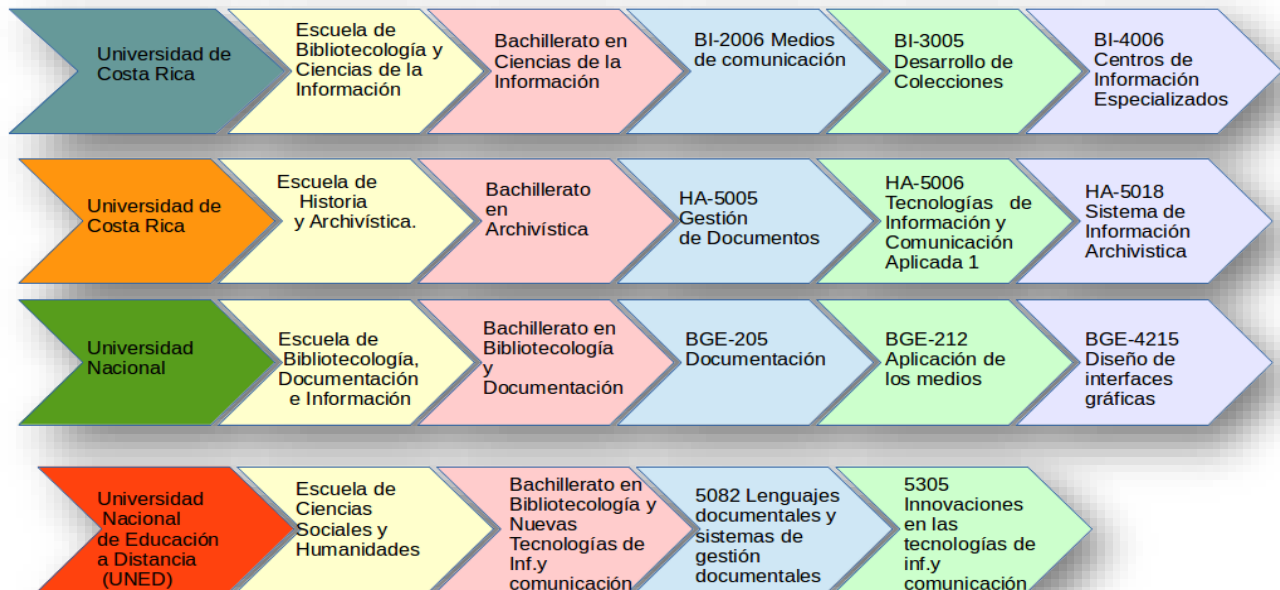 Universidad de
Costa Rica
Escuela de
Bibliotecología y
Ciencias de la
Información
Bachillerato en
Ciencias de la
Información
BI-2006 Medios
de comunicación
BI-3005
Desarrollo de
Colecciones
BI-4006
Centros de
Información
Especializados
Universidad de
Costa Rica
Escuela de
Historia
y Archivística.
Bachillerato
en
Archivística
HA-5005
Gestión
de Documentos
HA-5006
Tecnologías de
Información y
Comunicación
Aplicada 1
HA-5018
Sistema de
Información
Archivistica
Universidad
Nacional
Escuela de
Bibliotecología,
Documentación
e Información
Bachillerato en
Bibliotecología
y
Documentación
BGE-205
Documentación
BGE-212
Aplicación de
los medios
BGE-4215
Diseño de
interfaces
gráficas
Universidad
Nacional
de Educación
a Distancia
(UNED)
Escuela de
Ciencias
Sociales y
Humanidades
Bachillerato en
Bibliotecología y
Nuevas
Tecnologías de
Inf.y
comunicación
5082 Lenguajes
documentales y
sistemas de
gestión
documentales
5305
Innovaciones
en las
tecnologías de
inf.y
comunicación